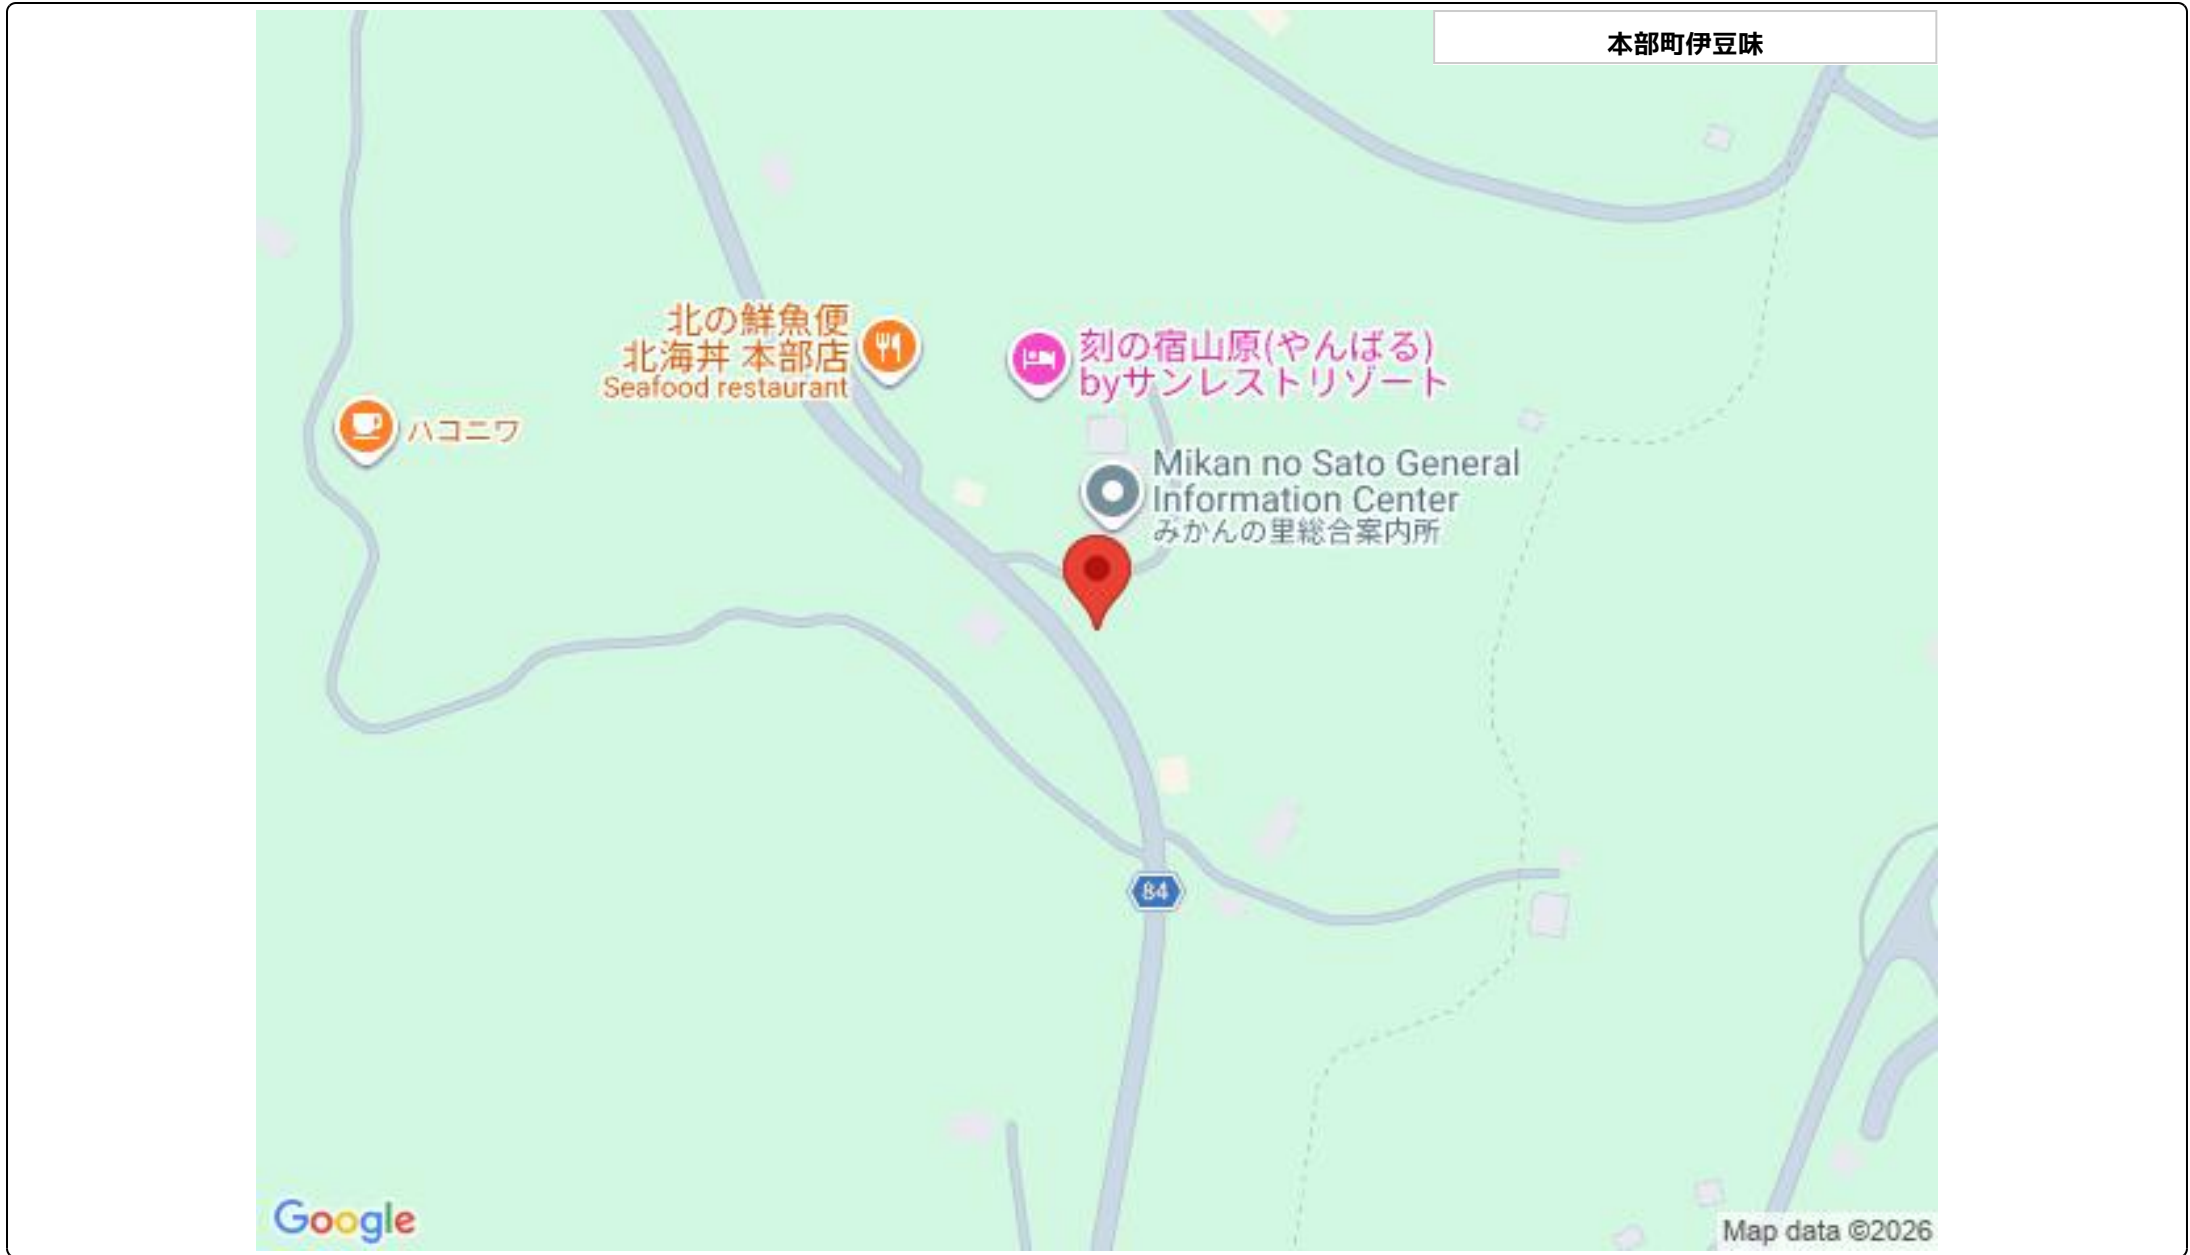 本部町伊豆味
北の鮮魚便
北海丼 本部店
Seafood restaurant
刻の宿山原(やんばる)
byサンレストリゾート
ハコニワ
Mikan no Sato General
Information Center
みかんの里総合案内所
84
Google
Map data ©2026